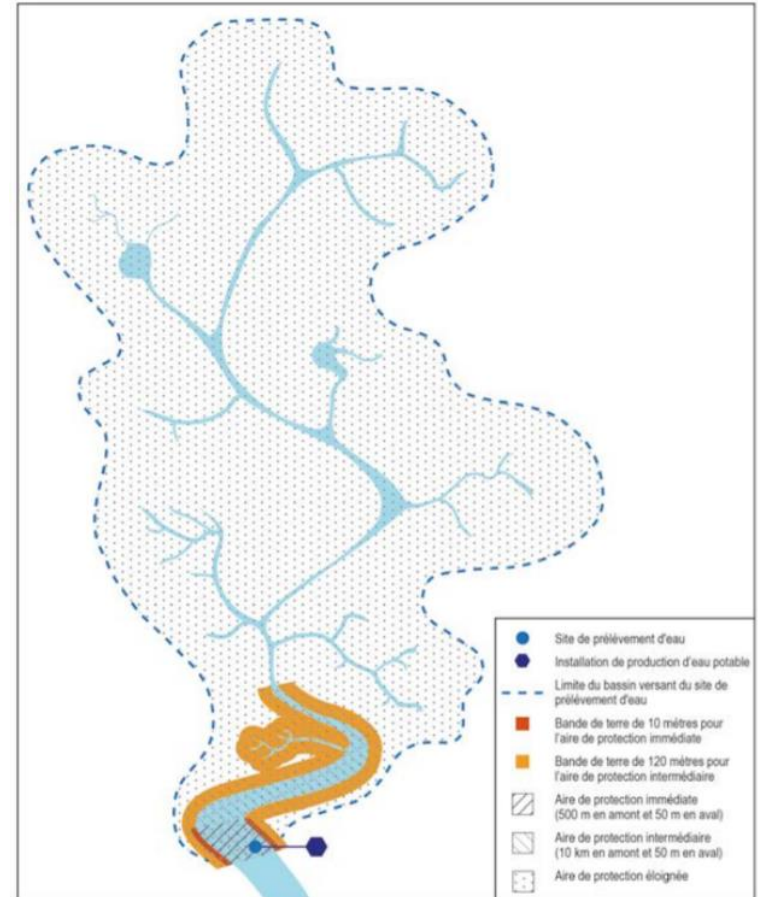 Site de prélèvement d'eau
Installation de production d'eau potable
Limite du bassin versant du site de
prélèvement d'eau
Bande de terre de 10 mètres pour
l'aire de protection immédiate
Bande de terre de 120 mètres pour
l'aire de protection intermédiaire
Aire de protection immédiate
(500 m en amont et 50 m en aval)
Aire de protection intermédiaire
(10 km en amont et 50 m en aval)
Aire de protection éloignée